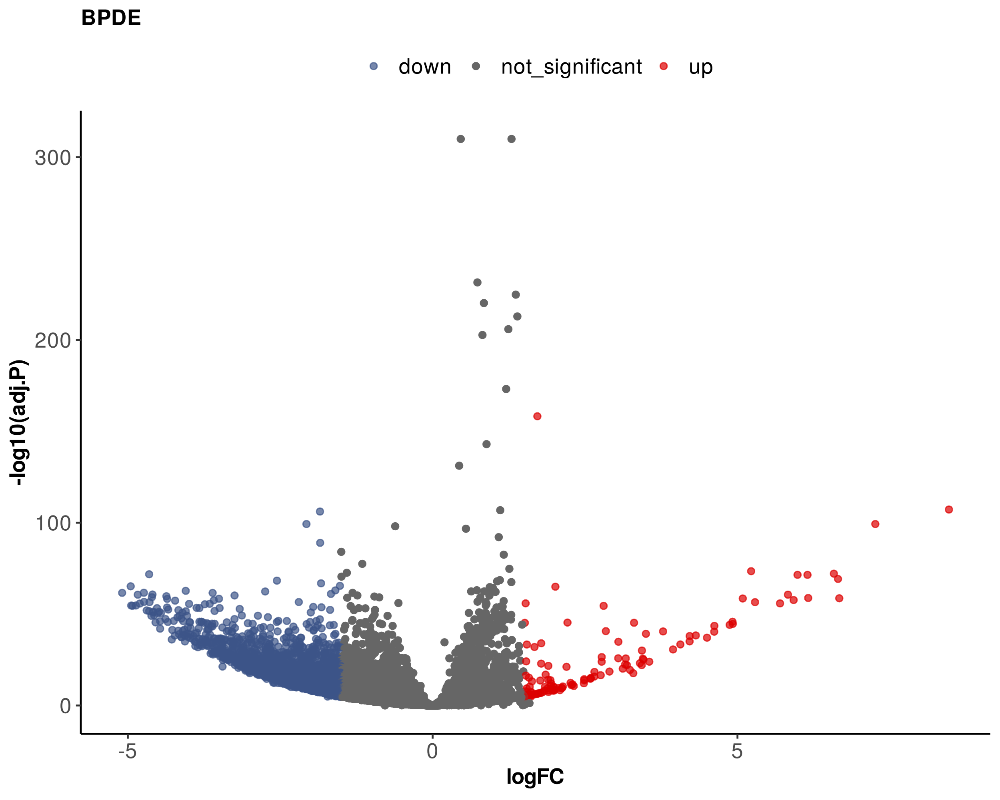 BPDE
down not_significant up
300
200
100
0
-log10(adj.P)
-5 0 5
logFC